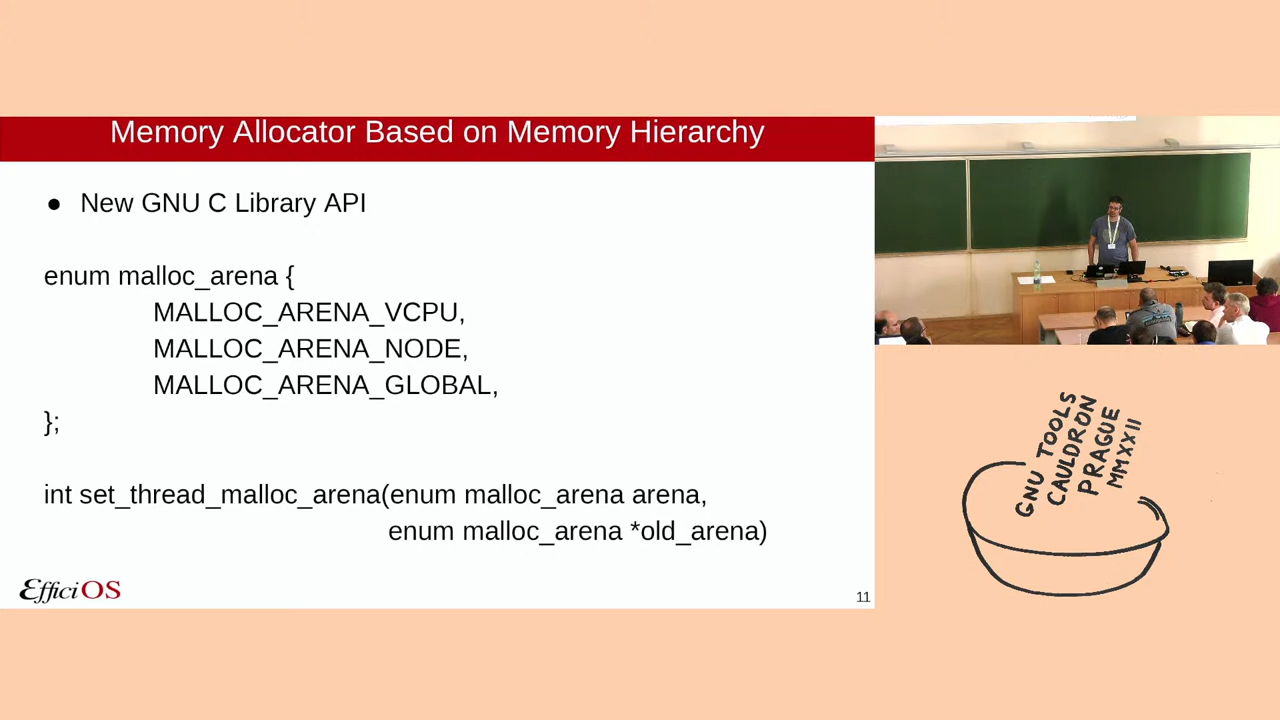 Memory Allocator Based on Memory Hierarchy
● New GNU C Library API
enum malloc_arena {
MALLOC_ARENA_VCPU,
MALLOC_ARENA_NODE,
MALLOC_ARENA_GLOBAL,
};
int set_thread_malloc_arena(enum malloc_arena arena,
enum malloc_arena *old_arena)
EfficiOS
11
GNU TOOLS
CAULDRON
PRAGUE
MMXXII